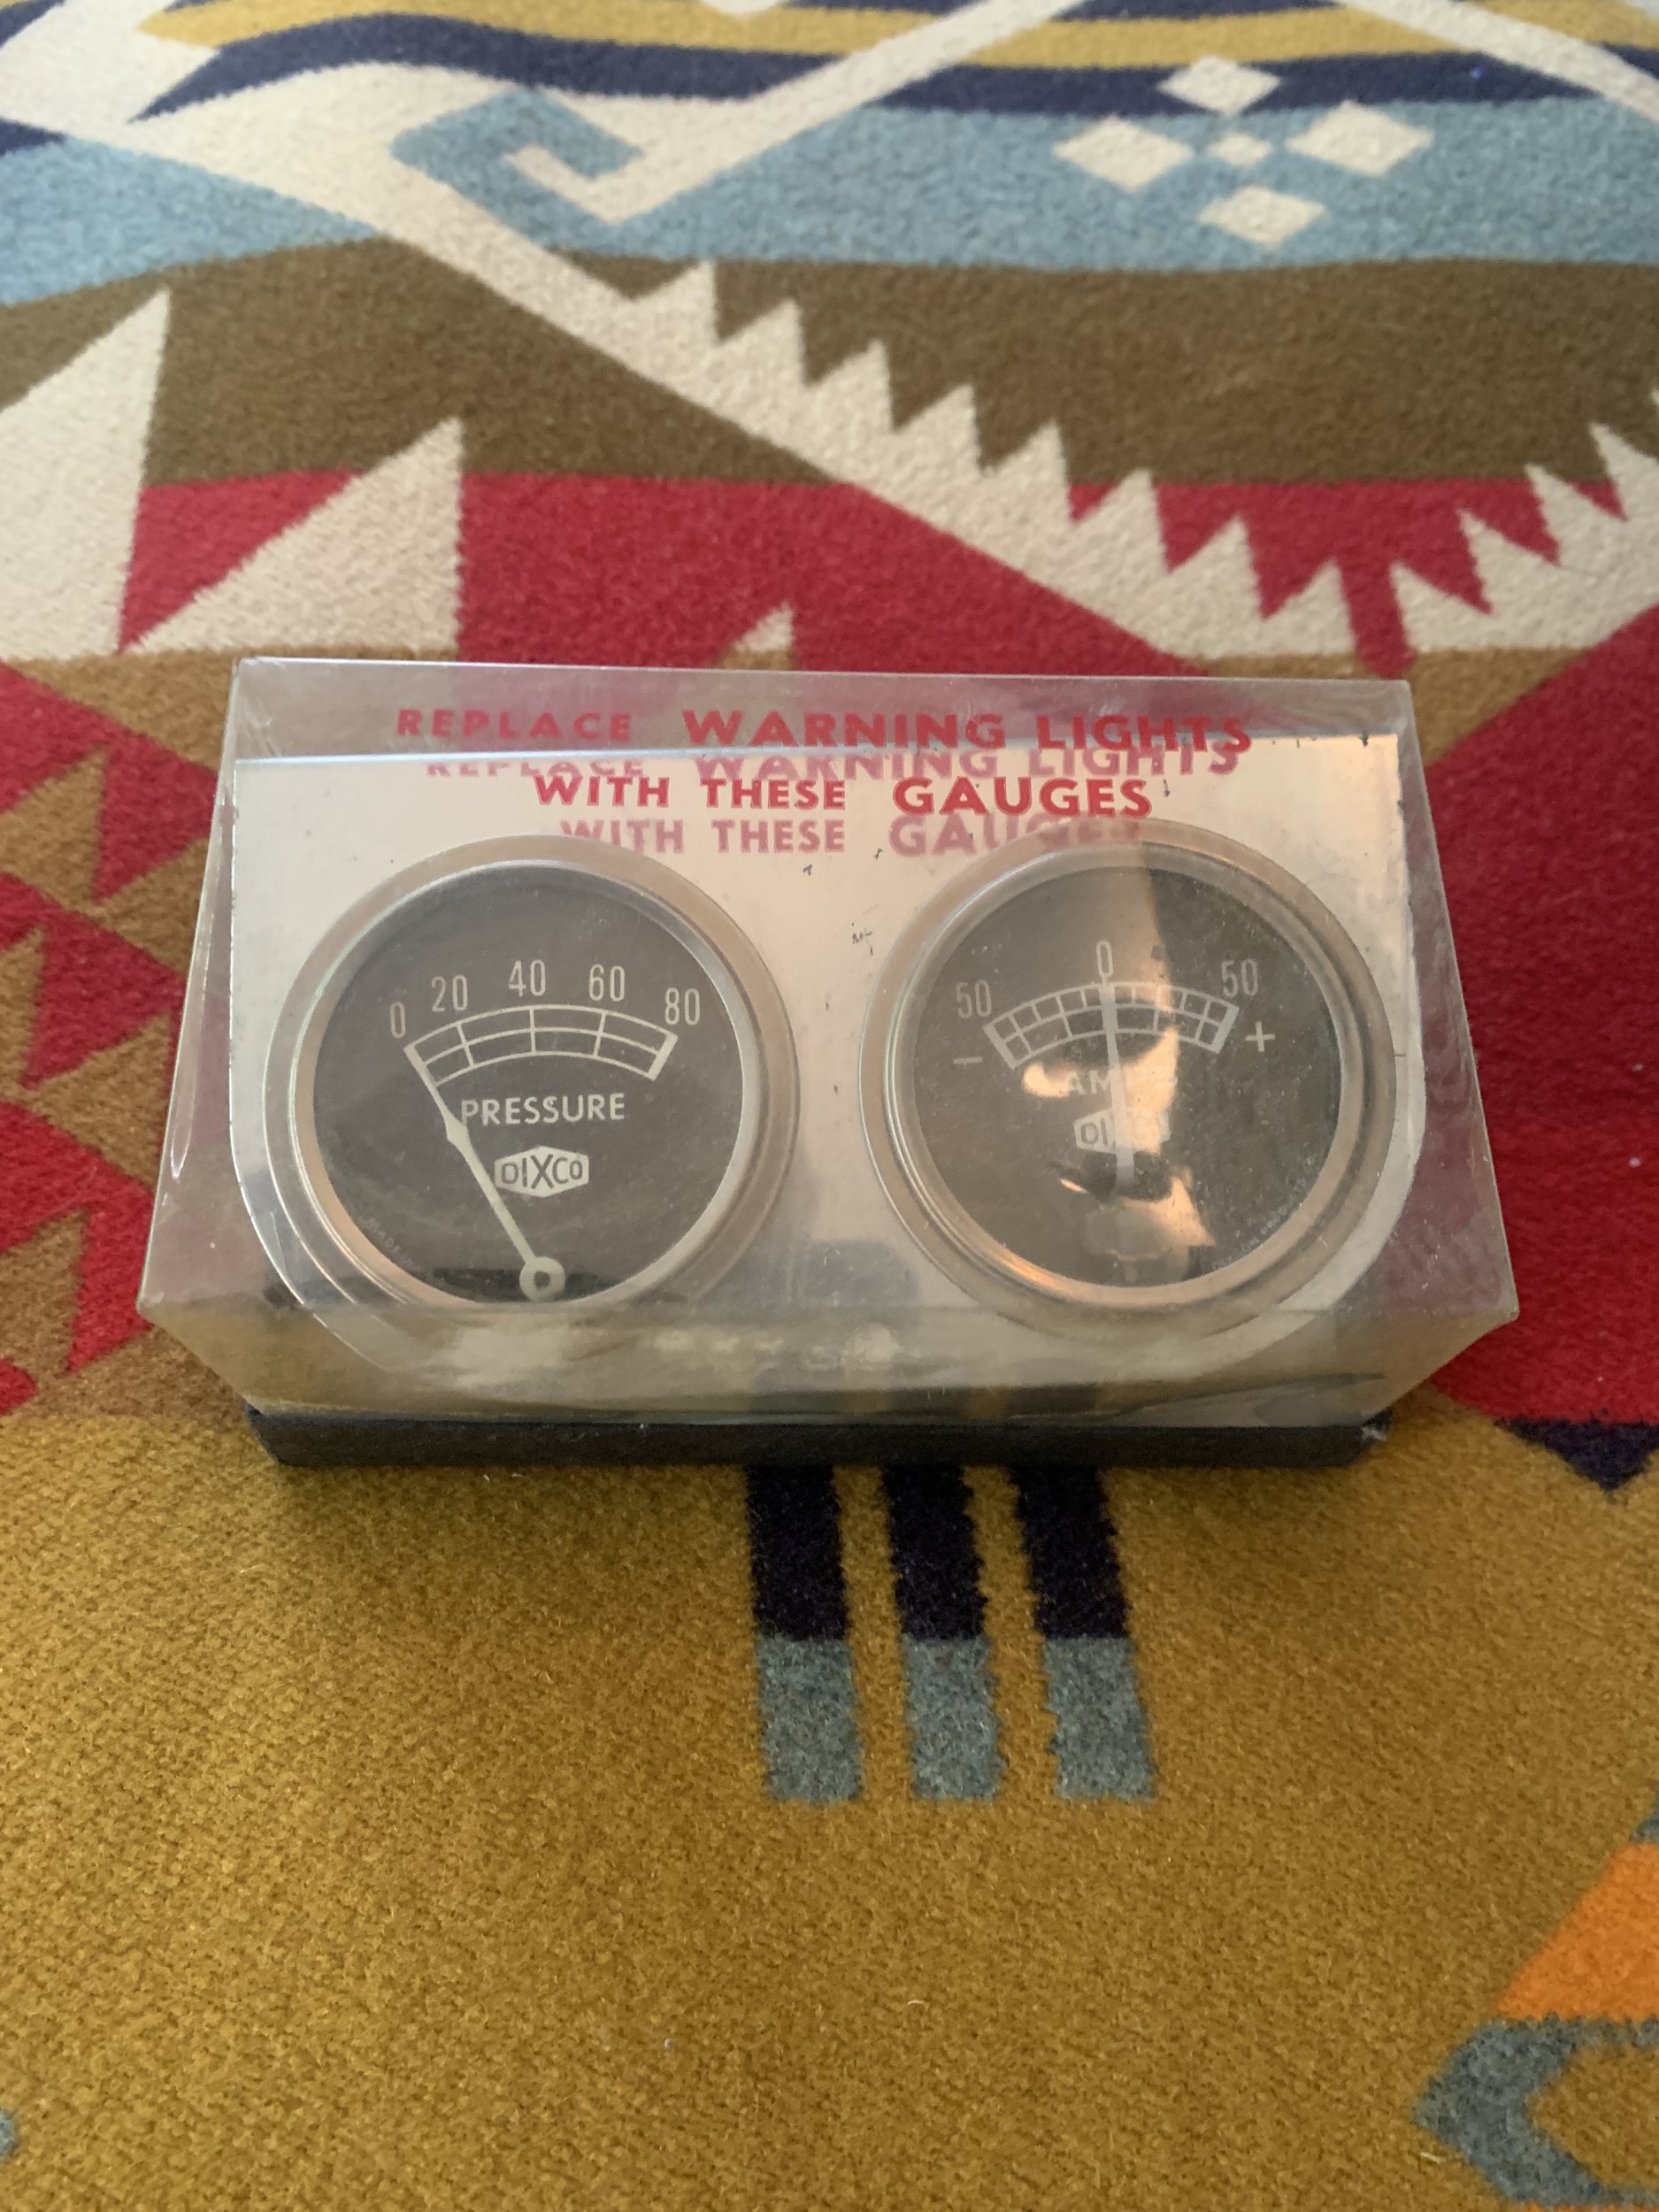 REPLACE WARNING LIGHTS
WITH THESE GAUGES
0 20 40 60 80
PRESSURE
DIXCO
50 0 50
- +